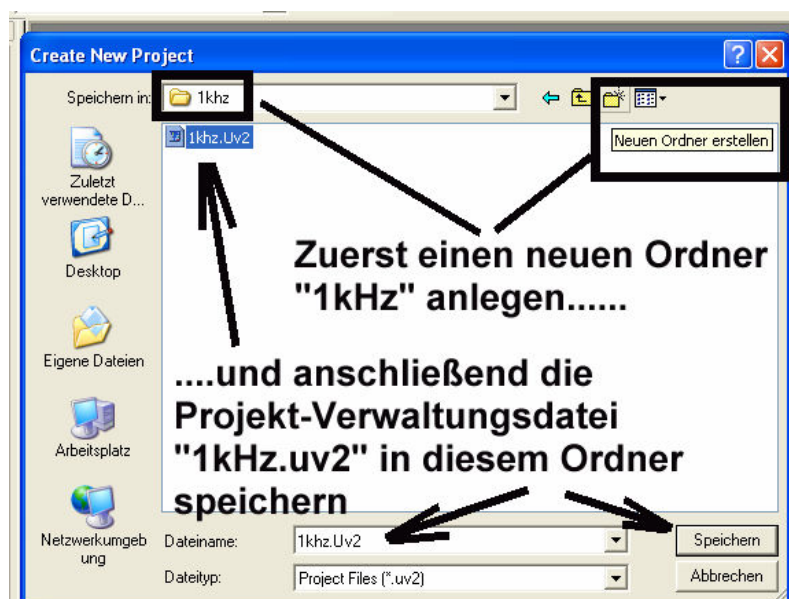 Create New Project
Speichern in:
1khz
1khz.Uv2
Neuen Ordner erstellen
Zuletzt
verwendete D...
Desktop
Eigene Dateien
Arbeitsplatz
Netzwerkumgeb
ung
Zuerst einen neuen Ordner
"1kHz" anlegen......
....und anschließend die
Projekt-Verwaltungsdatei
"1kHz.uv2" in diesem Ordner
speichern
Dateiname:
1khz.Uv2
Speichern
Dateityp:
Project Files (*.uv2)
Abbrechen